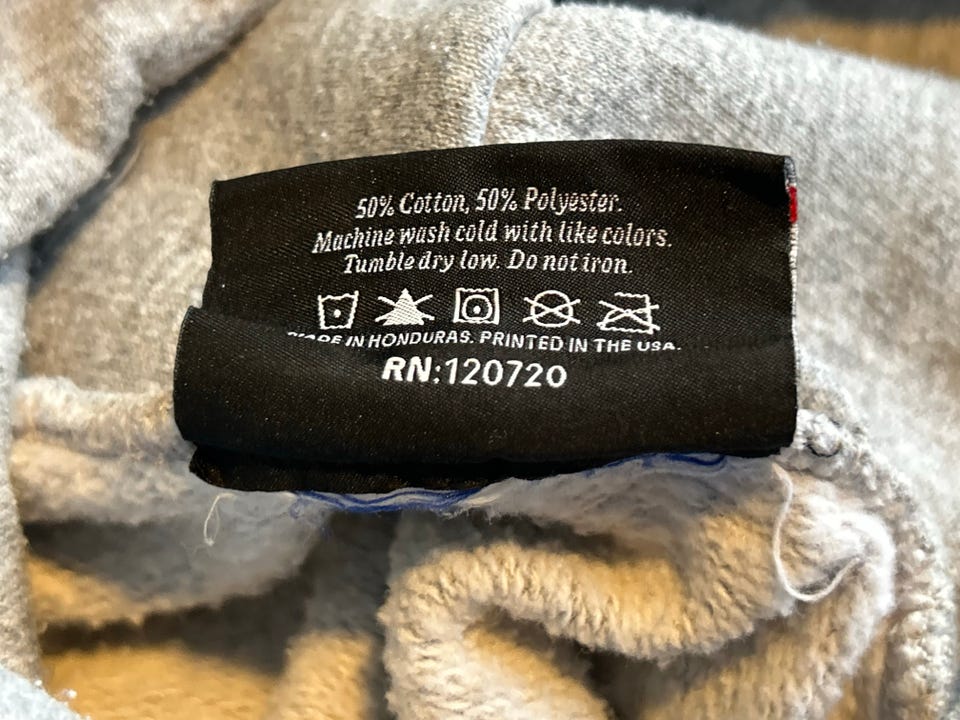 50% Cotton, 50% Polyester.
Machine wash cold with like colors.
Tumble dry low. Do not iron.
MADE IN HONDURAS. PRINTED IN THE USA.
RN:120720